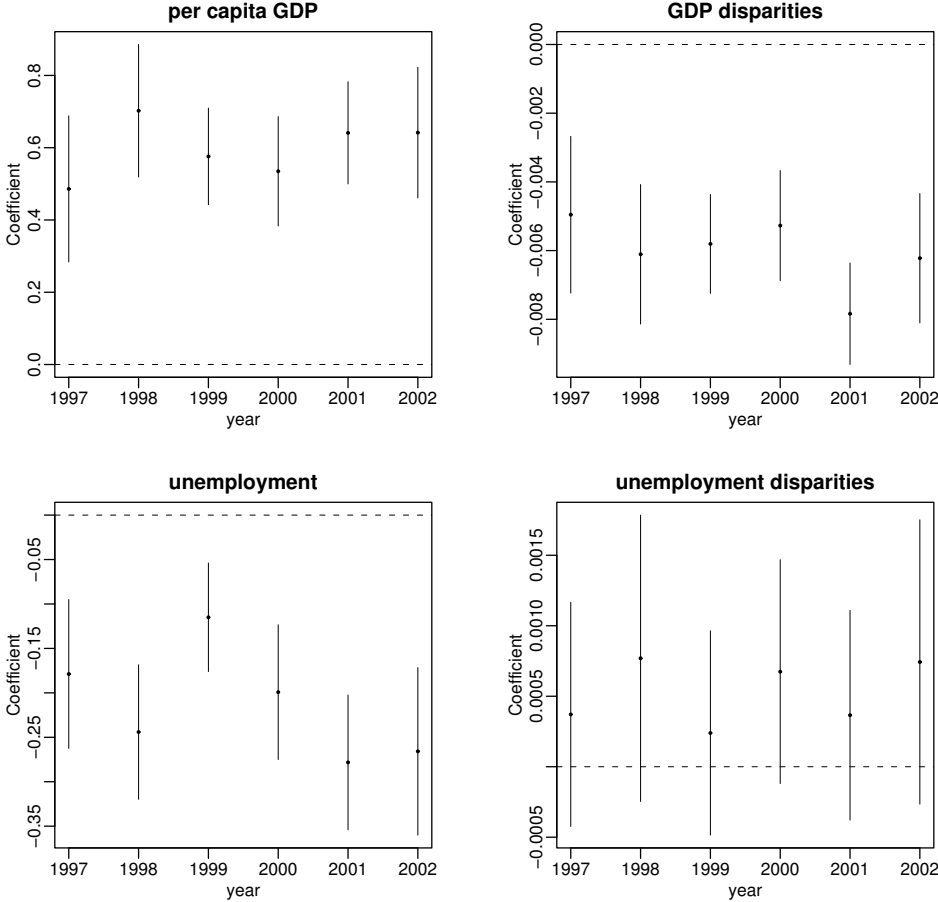 per capita GDP
Coefficient
0.8
0.6
0.4
0.2
0.0
1997 1998 1999 2000 2001 2002
year
GDP disparities
Coefficient
0.000
−0.002
−0.004
−0.006
−0.008
1997 1998 1999 2000 2001 2002
year
unemployment
Coefficient
−0.05
−0.15
−0.25
−0.35
1997 1998 1999 2000 2001 2002
year
unemployment disparities
Coefficient
0.0015
0.0010
0.0005
−0.0005
1997 1998 1999 2000 2001 2002
year